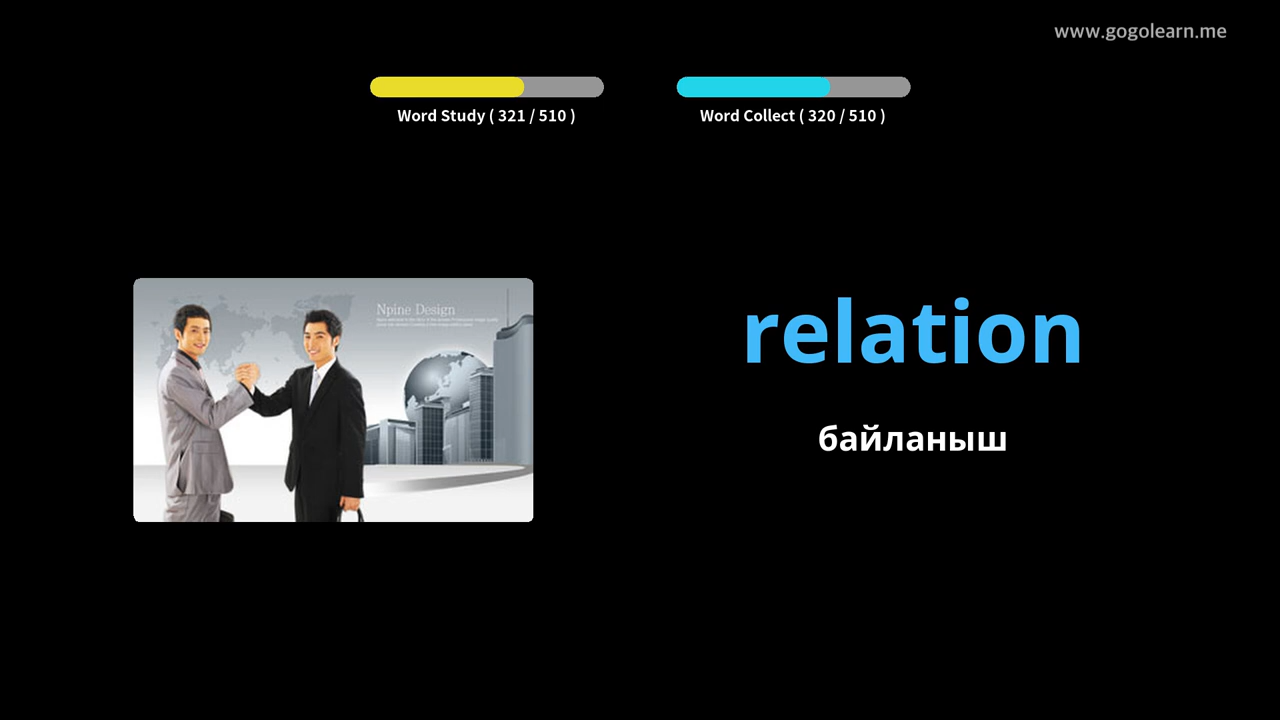 www.gogolearn.me
Word Study ( 321 / 510 )
Word Collect ( 320 / 510 )
Npine Design
relation
байланыш